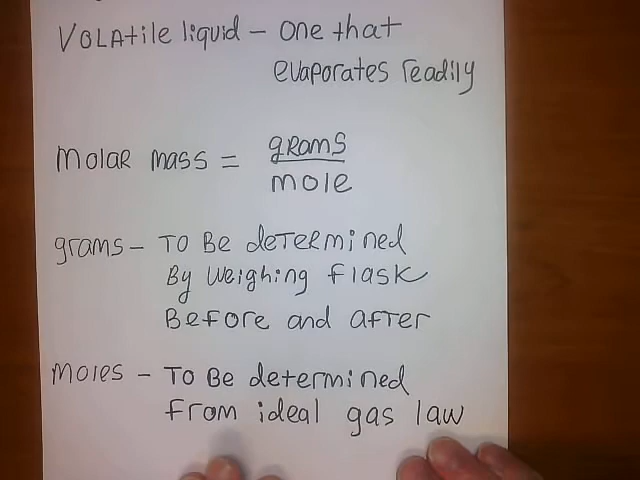 Volatile liquid – one that
evaporates readily
molar mass = grams
mole
grams – To Be determined
By weighing flask
Before and after
moles – To Be determined
From ideal gas law